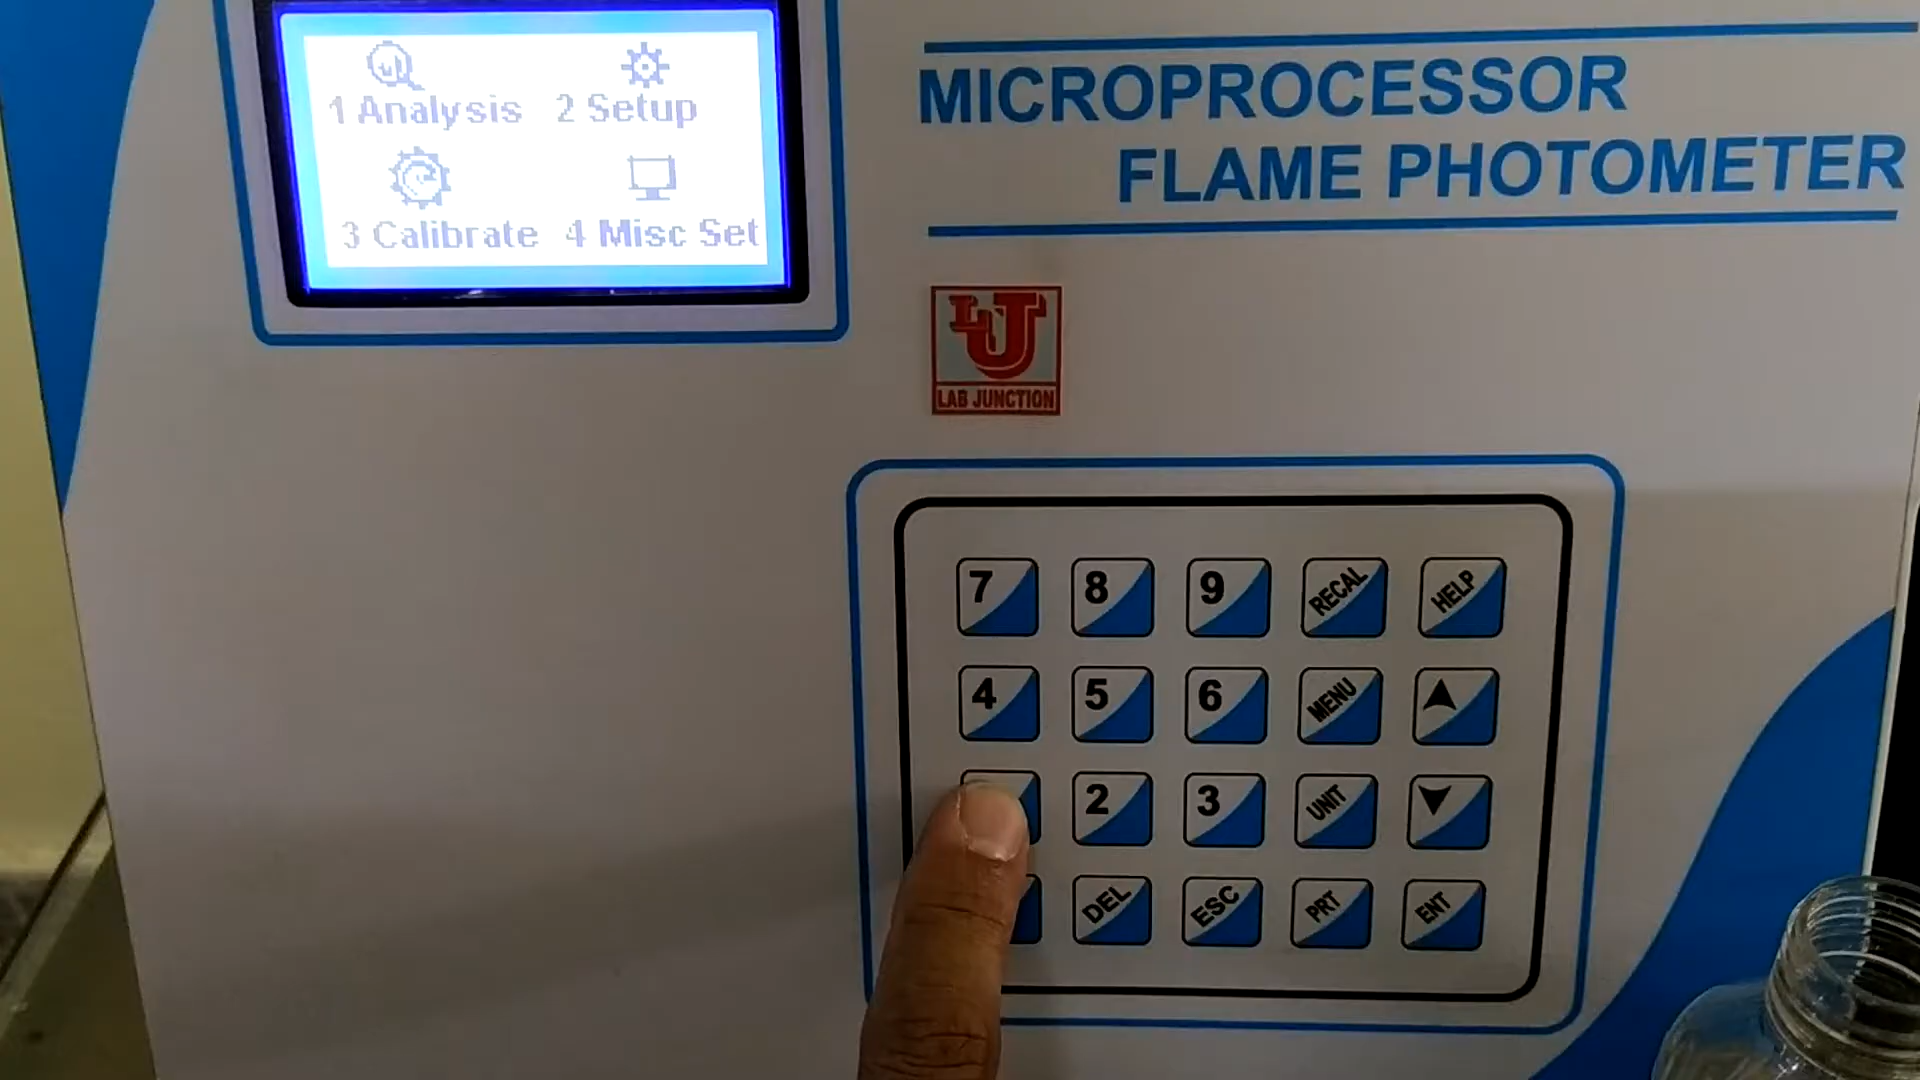 1 Analysis 2 Setup
3 Calibrate 4 Misc Set
MICROPROCESSOR
FLAME PHOTOMETER
LJ
LAB JUNCTION
7 8 9 RECAL HELP
4 5 6 MENU
2 3 UNIT
DEL ESC PRT ENT